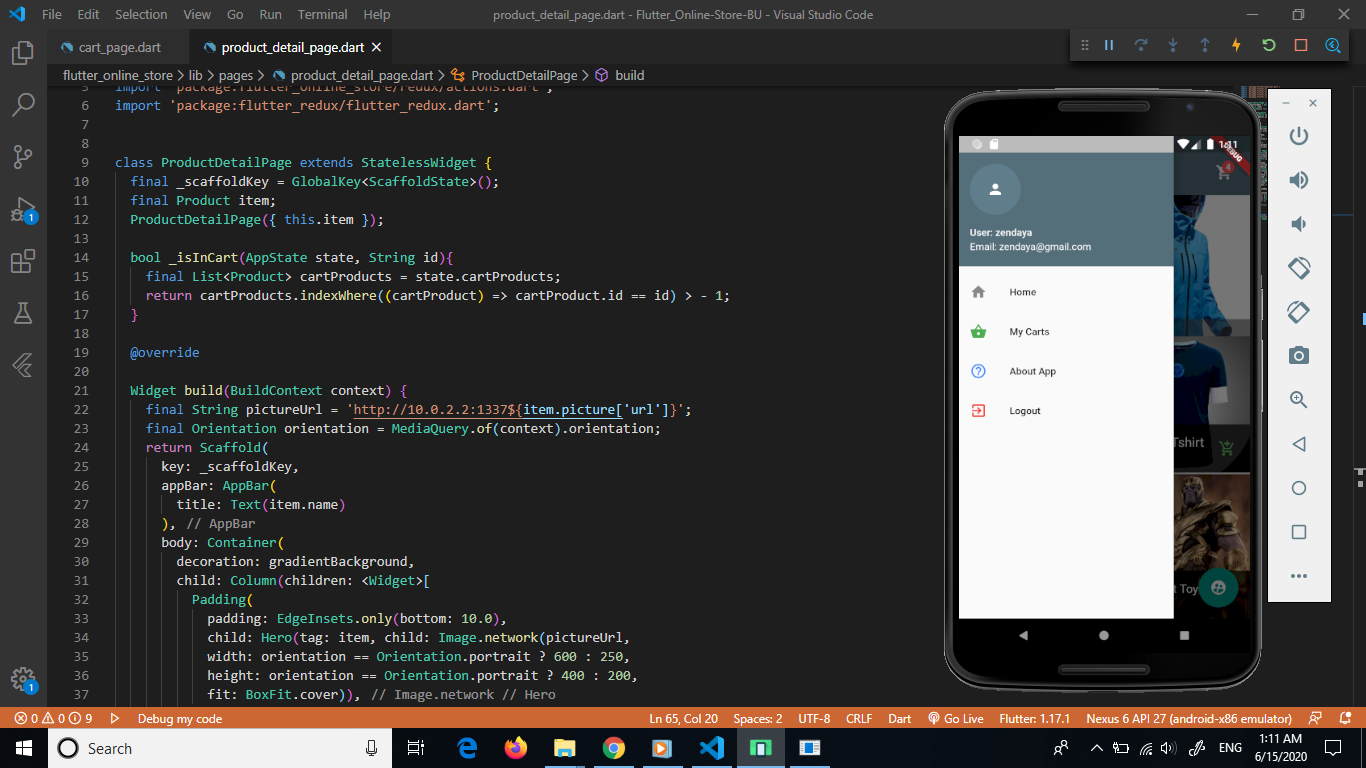 File Edit Selection View Go Run Terminal Help product_detail_page.dart - Flutter_Online-Store-BU - Visual Studio Code
cart_page.dart product_detail_page.dart
flutter_online_store > lib > pages > product_detail_page.dart > ProductDetailPage > build
5 import 'package:flutter_online_store/redux/actions.dart';
6 import 'package:flutter_redux/flutter_redux.dart';
7
8
9 class ProductDetailPage extends StatelessWidget {
10 final _scaffoldKey = GlobalKey<ScaffoldState>();
11 final Product item;
12 ProductDetailPage({ this.item });
13
14 bool _isInCart(AppState state, String id){
15 final List<Product> cartProducts = state.cartProducts;
16 return cartProducts.indexWhere((cartProduct) => cartProduct.id == id) > - 1;
17 }
18
19 @override
20
21 Widget build(BuildContext context) {
22 final String pictureUrl = 'http://10.0.2.2:1337${item.picture['url']}';
23 final Orientation orientation = MediaQuery.of(context).orientation;
24 return Scaffold(
25 key: _scaffoldKey,
26 appBar: AppBar(
27 title: Text(item.name)
28 ), // AppBar
29 body: Container(
30 decoration: gradientBackground,
31 child: Column(children: <Widget>[
32 Padding(
33 padding: EdgeInsets.only(bottom: 10.0),
34 child: Hero(tag: item, child: Image.network(pictureUrl,
35 width: orientation == Orientation.portrait ? 600 : 250,
36 height: orientation == Orientation.portrait ? 400 : 200,
37 fit: BoxFit.cover)), // Image.network // Hero
1:11
4
User: zendaya
Email: zendaya@gmail.com
Home
My Carts
About App
Logout
Tshirt
t Toy
1
1
0 0 9 Debug my code Ln 65, Col 20 Spaces: 2 UTF-8 CRLF Dart Go Live Flutter: 1.17.1 Nexus 6 API 27 (android-x86 emulator)
Search ENG 1:11 AM
6/15/2020